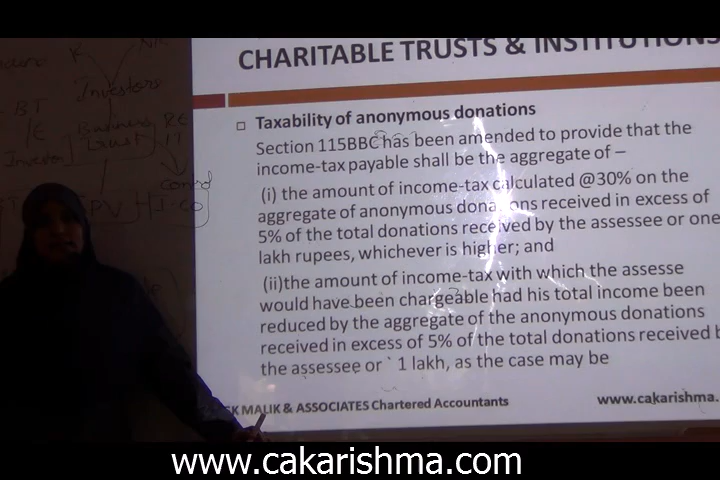 CHARITABLE TRUSTS & INSTITUTIONS
Taxability of anonymous donations
Section 115BBC has been amended to provide that the
income-tax payable shall be the aggregate of –
(i) the amount of income-tax calculated @30% on the
aggregate of anonymous donations received in excess of
5% of the total donations received by the assessee or one
lakh rupees, whichever is higher; and
(ii)the amount of income-tax with which the assesse
would have been chargeable had his total income been
reduced by the aggregate of the anonymous donations
received in excess of 5% of the total donations received b
the assessee or ` 1 lakh, as the case may be
MALIK & ASSOCIATES Chartered Accountants
www.cakarishma.
Investors
BT
Business
Trust
Investor
PV
Control
I-CO
www.cakarishma.com